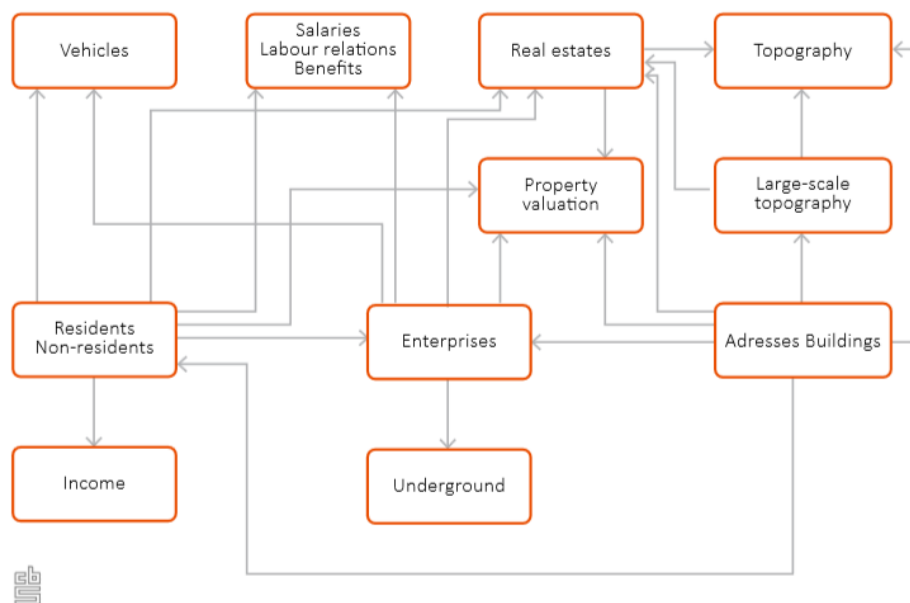 Vehicles
Salaries
Labour relations
Benefits
Real estates
Topography
Property
valuation
Large-scale
topography
Residents
Non-residents
Enterprises
Adresses Buildings
Income
Underground
cb